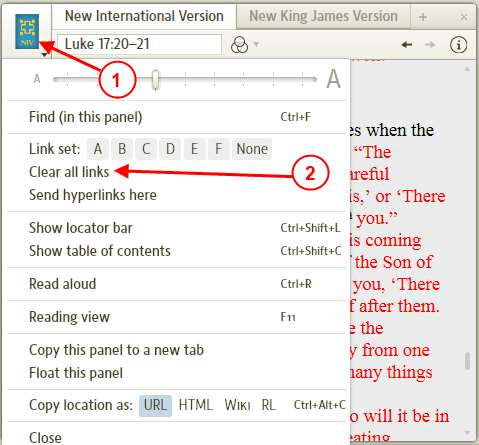 New International Version
New King James Version
NIV
Luke 17:20–21
1
A A
Find (in this panel) Ctrl+F
es when the
Link set: A B C D E F None
“The
Clear all links
2
areful
Send hyperlinks here
is,’ or ‘There
Show locator bar Ctrl+Shift+L
you.”
Show table of contents Ctrl+Shift+C
is coming
f the Son of
Read aloud Ctrl+R
you, ‘There
Reading view F11
f after them.
e the
Copy this panel to a new tab
y from one
Float this panel
many things
Copy location as: URL HTML Wiki RL Ctrl+Alt+C
o will it be in
Close
eating